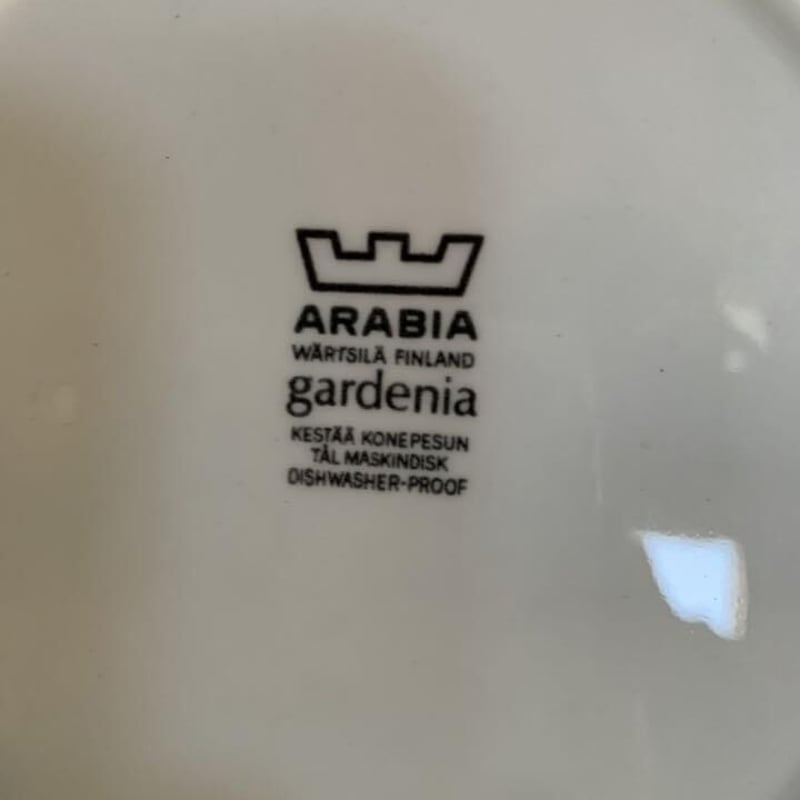 ARABIA
WÄRTSILÄ FINLAND
gardenia
KESTÄÄ KONEPESUN
TÅL MASKINDISK
DISHWASHER-PROOF